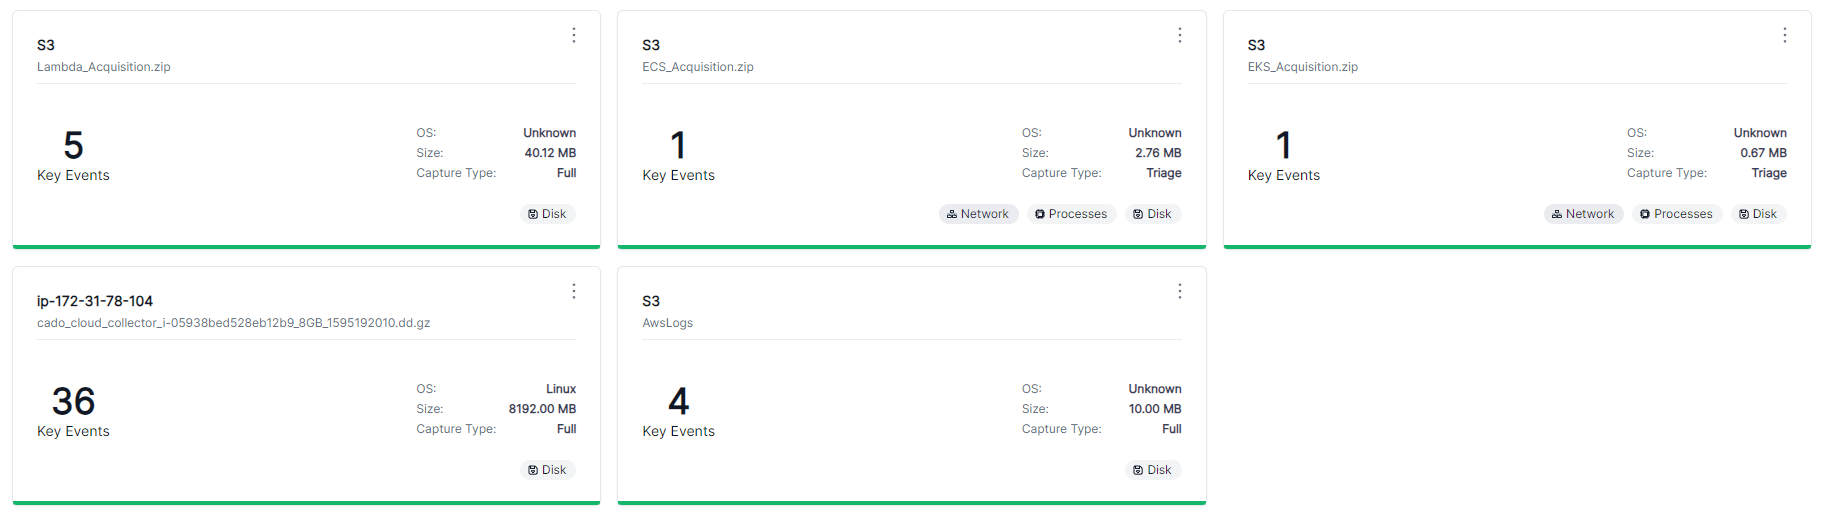 S3
Lambda_Acquisition.zip
5
Key Events
OS: Unknown
Size: 40.12 MB
Capture Type: Full
Disk
S3
ECS_Acquisition.zip
1
Key Events
OS: Unknown
Size: 2.76 MB
Capture Type: Triage
Network Processes Disk
S3
EKS_Acquisition.zip
1
Key Events
OS: Unknown
Size: 0.67 MB
Capture Type: Triage
Network Processes Disk
ip-172-31-78-104
cado_cloud_collector_i-05938bed528eb12b9_8GB_1595192010.dd.gz
36
Key Events
OS: Linux
Size: 8192.00 MB
Capture Type: Full
Disk
S3
AwsLogs
4
Key Events
OS: Unknown
Size: 10.00 MB
Capture Type: Full
Disk